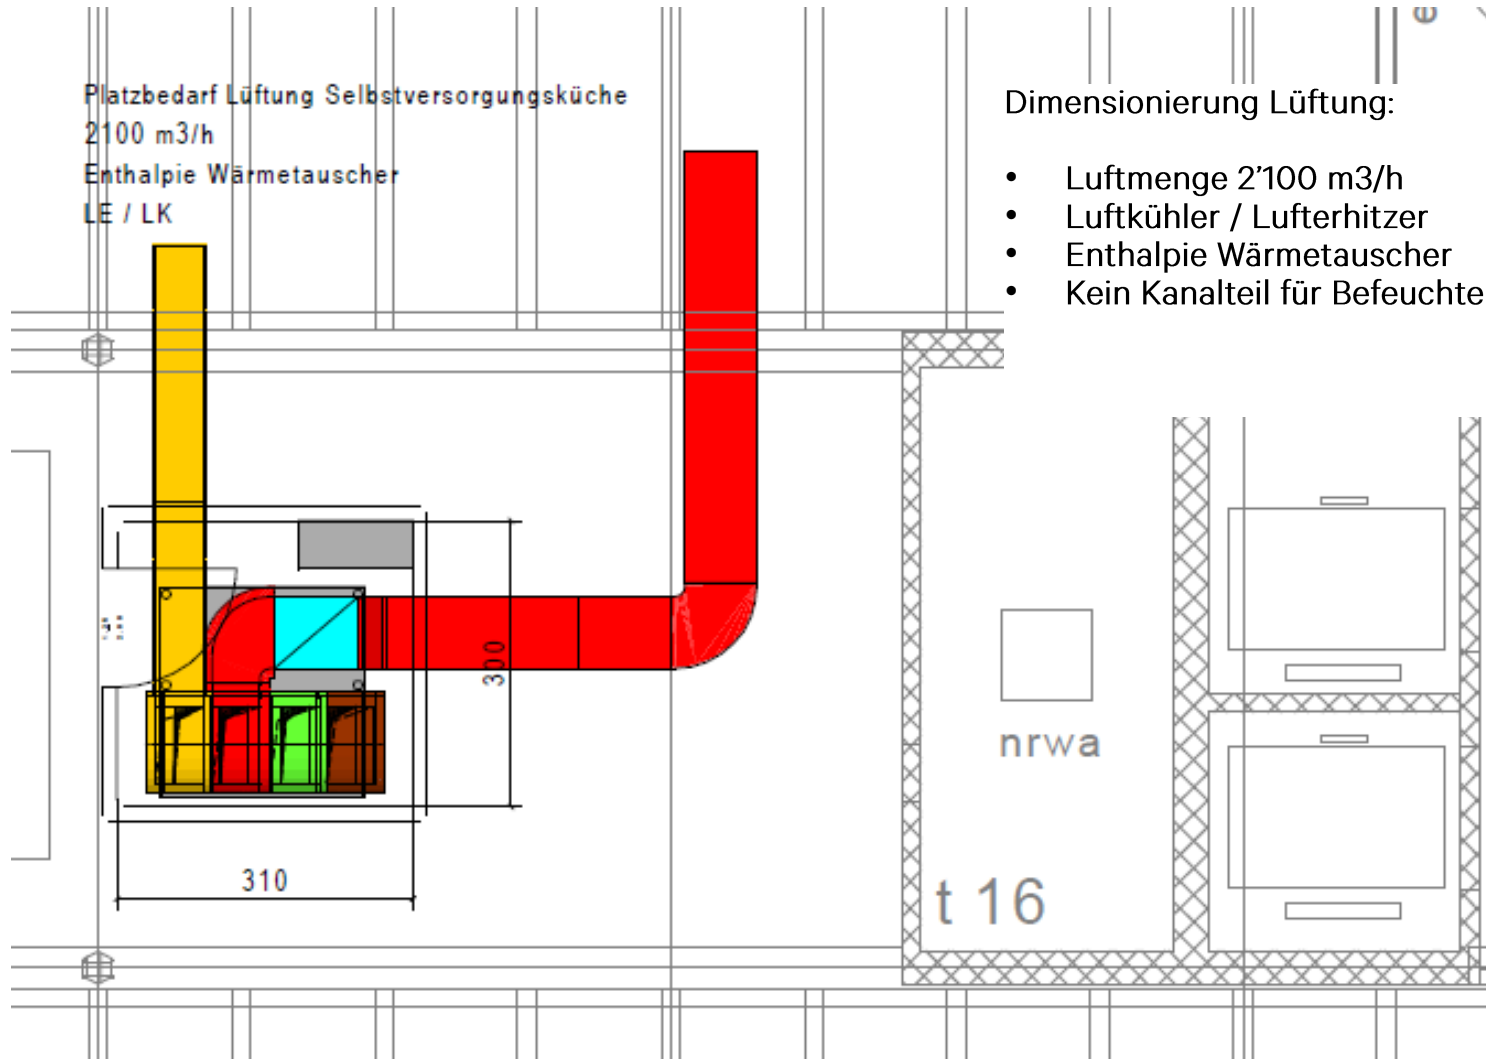 Platzbedarf Lüftung Selbstversorgungsküche
2100 m3/h
Enthalpie Wärmetauscher
LE / LK
Dimensionierung Lüftung:
• Luftmenge 2'100 m3/h
• Luftkühler / Lufterhitzer
• Enthalpie Wärmetauscher
• Kein Kanalteil für Befeuchte
300
310
nrwa
t 16